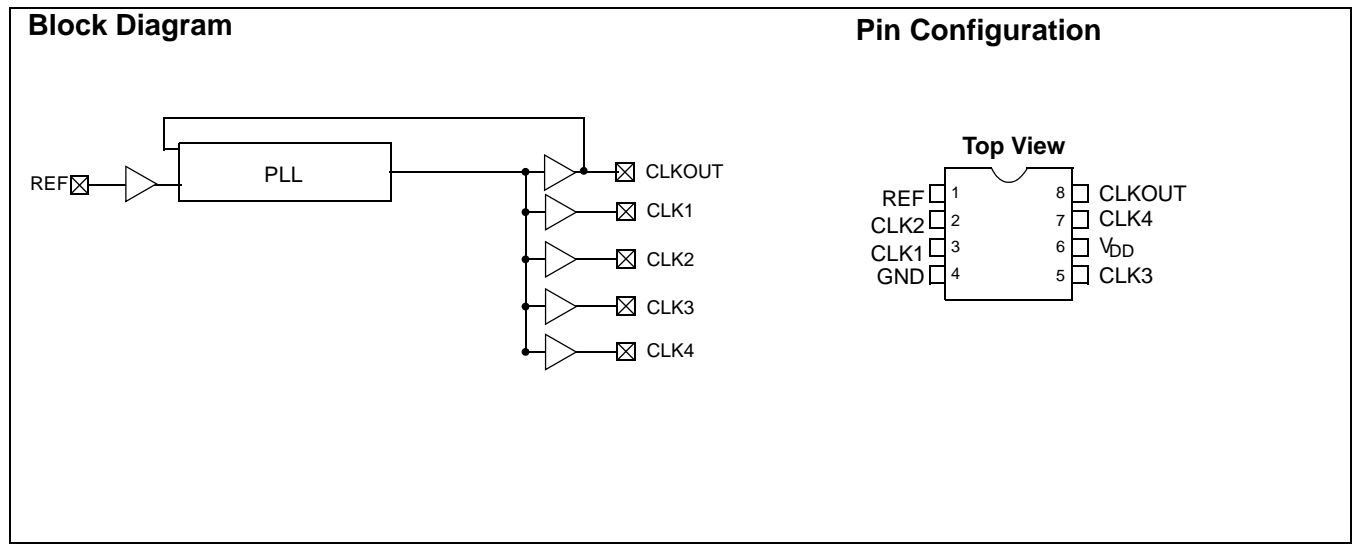 Block Diagram
Pin Configuration
REF
PLL
CLKOUT
CLK1
CLK2
CLK3
CLK4
Top View
REF 1 8 CLKOUT
CLK2 2 7 CLK4
CLK1 3 6 VDD
GND 4 5 CLK3